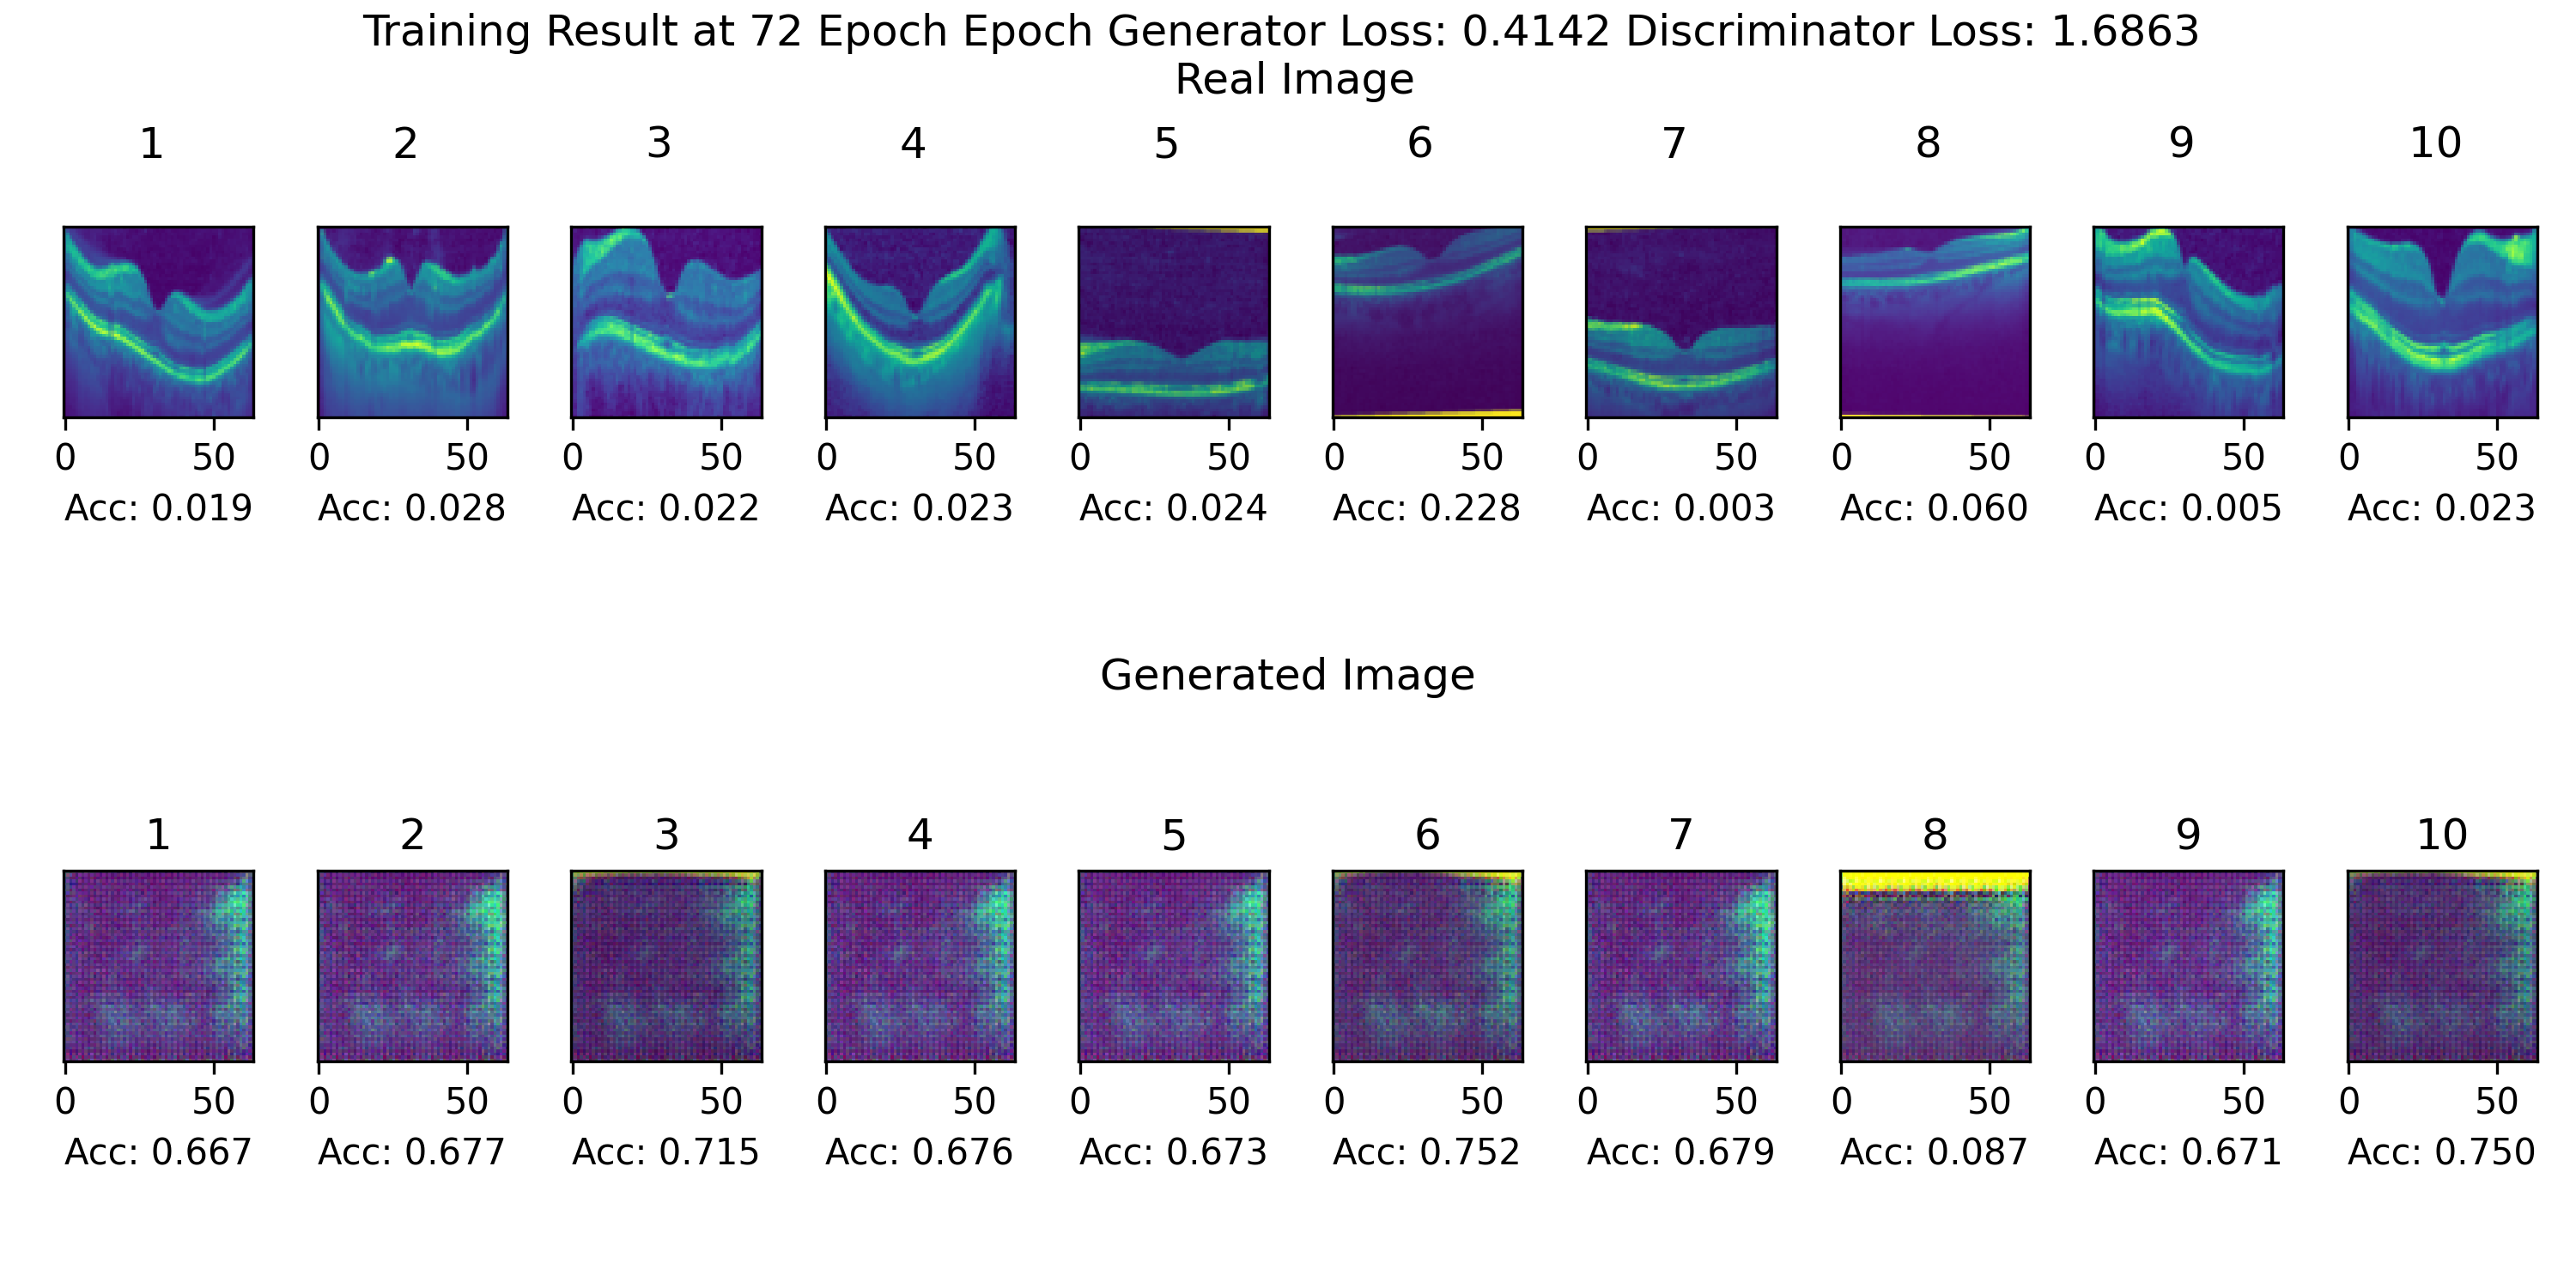 Training Result at 72 Epoch Epoch Generator Loss: 0.4142 Discriminator Loss: 1.6863
Real Image
1 2 3 4 5 6 7 8 9 10
0 50 0 50 0 50 0 50 0 50 0 50 0 50 0 50 0 50 0 50
Acc: 0.019 Acc: 0.028 Acc: 0.022 Acc: 0.023 Acc: 0.024 Acc: 0.228 Acc: 0.003 Acc: 0.060 Acc: 0.005 Acc: 0.023
Generated Image
1 2 3 4 5 6 7 8 9 10
0 50 0 50 0 50 0 50 0 50 0 50 0 50 0 50 0 50 0 50
Acc: 0.667 Acc: 0.677 Acc: 0.715 Acc: 0.676 Acc: 0.673 Acc: 0.752 Acc: 0.679 Acc: 0.087 Acc: 0.671 Acc: 0.750